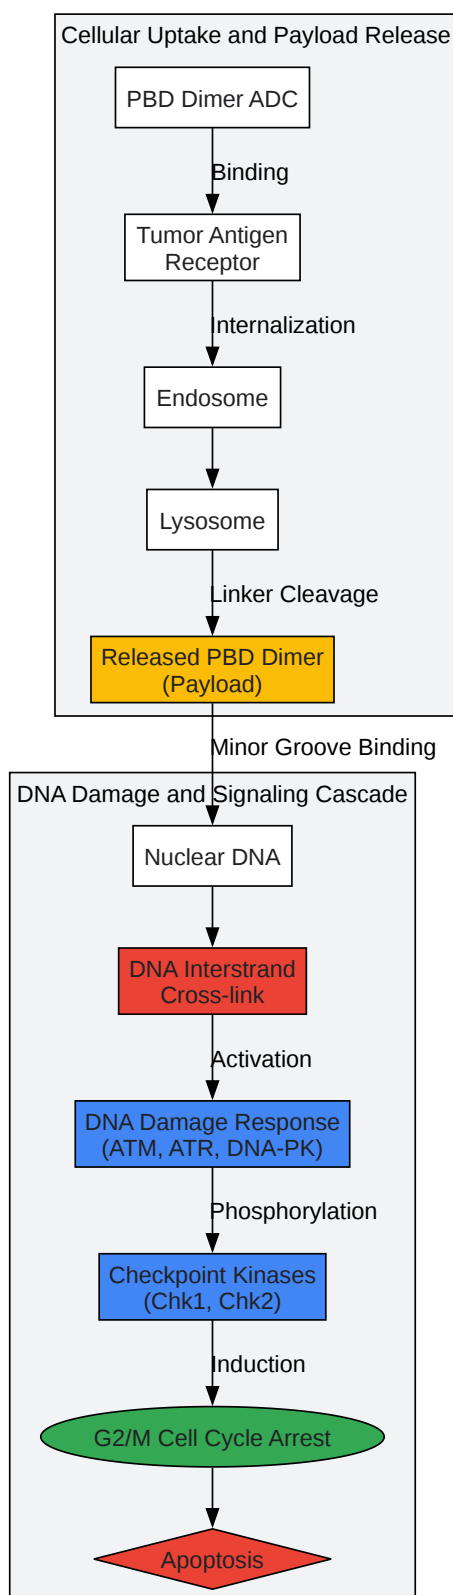 Cellular Uptake and Payload Release
PBD Dimer ADC
Binding
Tumor Antigen
Receptor
Internalization
Endosome
Lysosome
Linker Cleavage
Released PBD Dimer
(Payload)
Minor Groove Binding
DNA Damage and Signaling Cascade
Nuclear DNA
DNA Interstrand
Cross-link
Activation
DNA Damage Response
(ATM, ATR, DNA-PK)
Phosphorylation
Checkpoint Kinases
(Chk1, Chk2)
Induction
G2/M Cell Cycle Arrest
Apoptosis